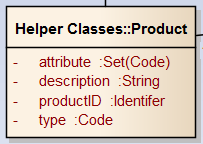 Helper Classes::Product
- attribute :Set(Code)
- description :String
- productID :Identifer
- type :Code